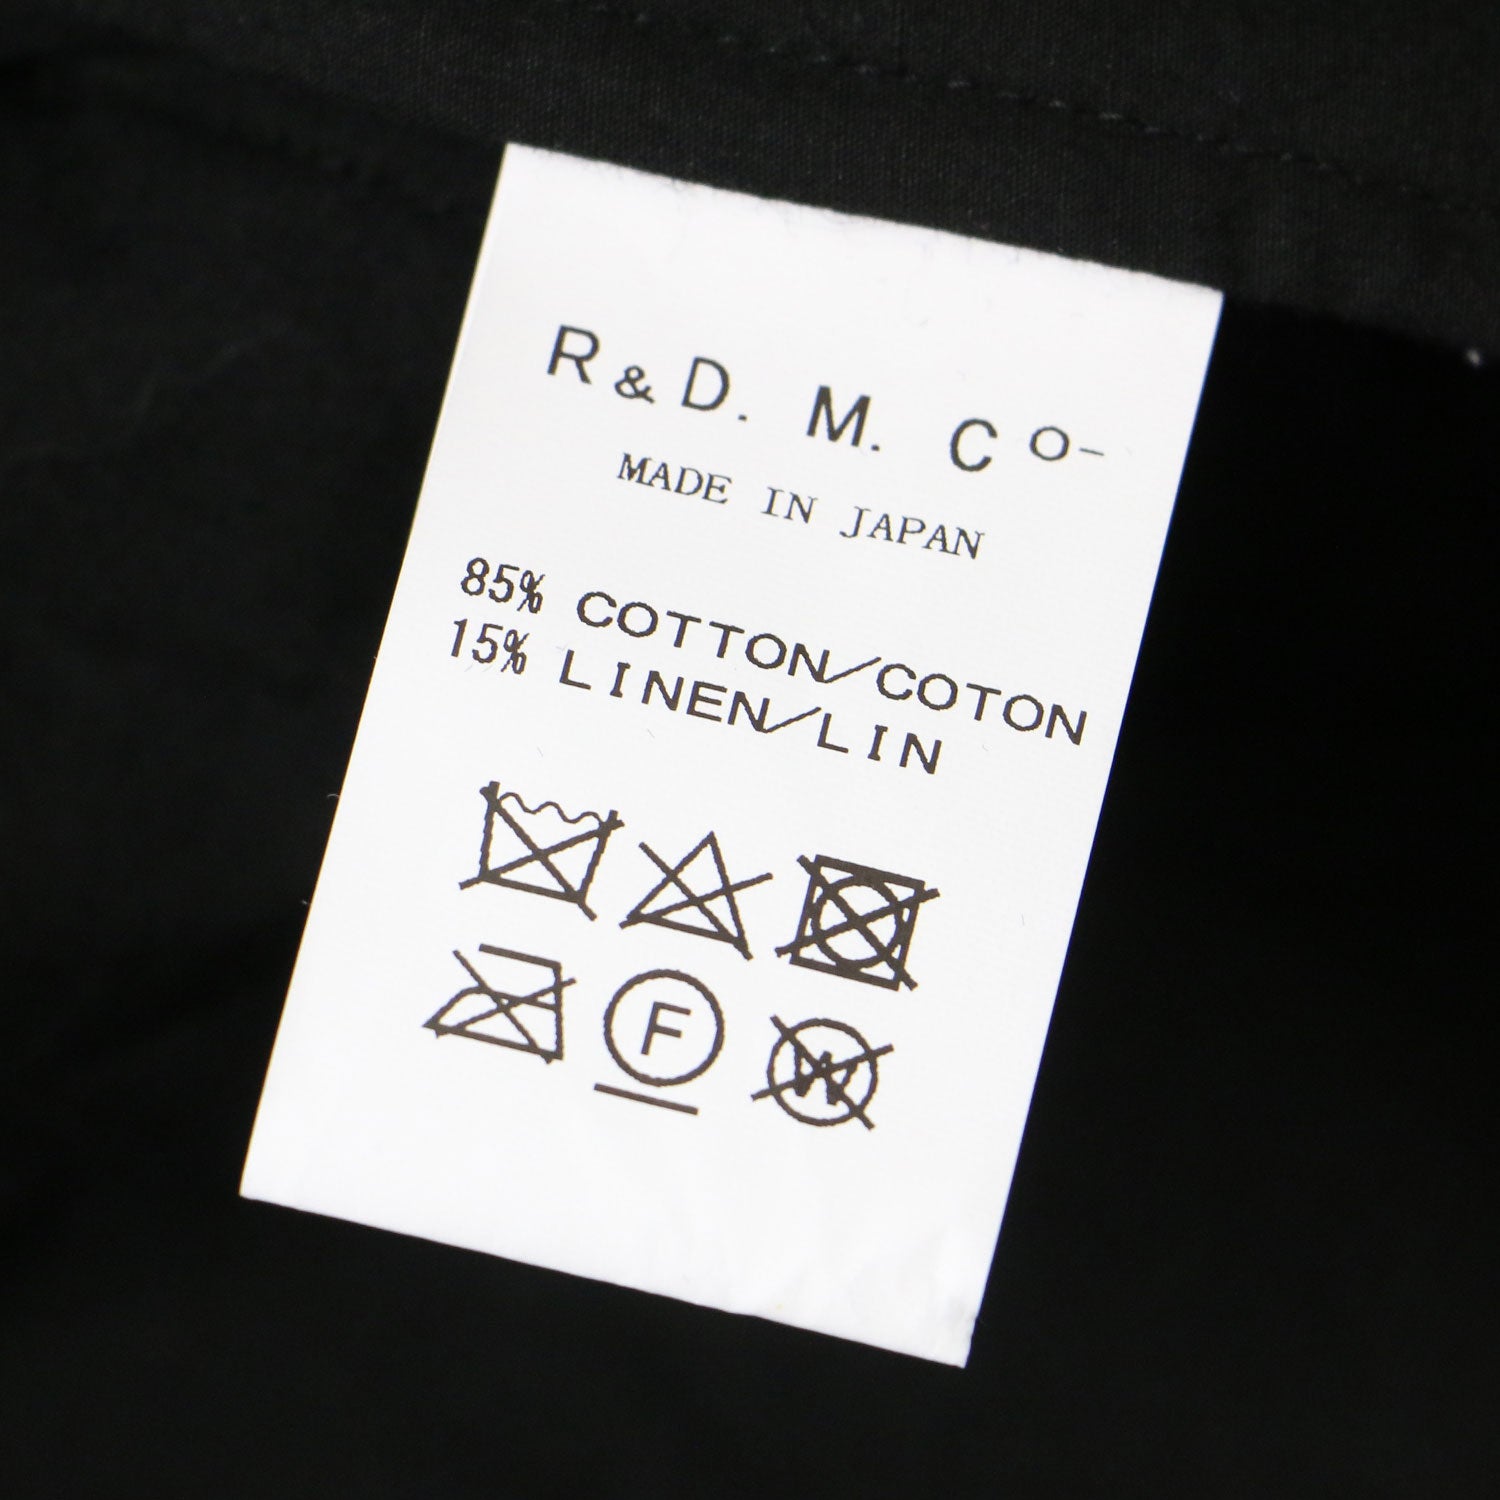 R&D. M. Co-
MADE IN JAPAN
85% COTTON/COTON
15% LINEN/LIN
F W